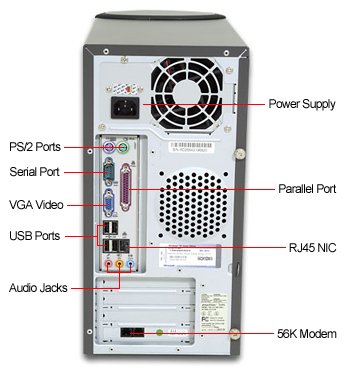 Power Supply
PS/2 Ports
Serial Port
Parallel Port
VGA Video
USB Ports
RJ45 NIC
Audio Jacks
56K Modem
FC